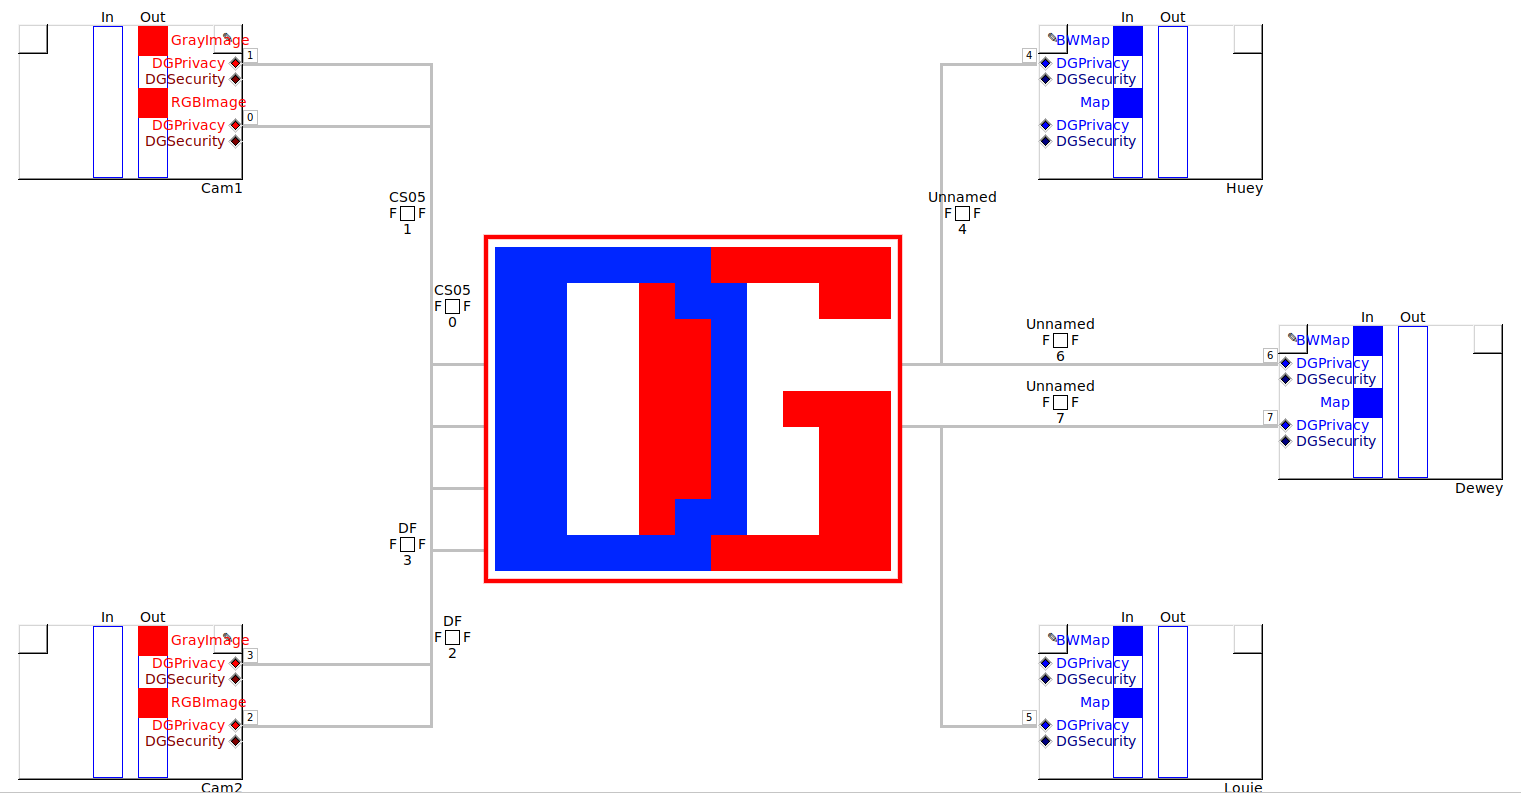 In Out
GrayImage
DGPrivacy 1
DGSecurity
RGBImage
DGPrivacy 0
DGSecurity
Cam1
In Out
BWMap
4 DGPrivacy
DGSecurity
Map
DGPrivacy
DGSecurity
Huey
CS05
F F
1
Unnamed
F F
4
CS05
F F
0
DG
Unnamed
F F
6
Unnamed
F F
7
In Out
BWMap
6 DGPrivacy
DGSecurity
Map
7 DGPrivacy
DGSecurity
Dewey
DF
F F
3
DF
F F
2
In Out
GrayImage
3
DGPrivacy
DGSecurity
RGBImage
2
DGPrivacy
DGSecurity
Cam2
In Out
BWMap
DGPrivacy
DGSecurity
Map
5
DGPrivacy
DGSecurity
Louie